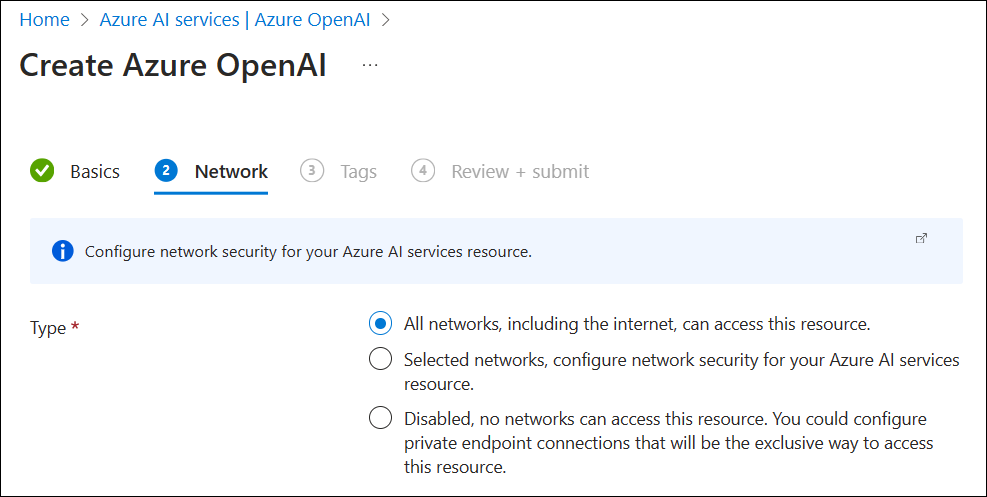 Home > Azure AI services | Azure OpenAI >
Create Azure OpenAI ...
Basics 2 Network 3 Tags 4 Review + submit
Configure network security for your Azure AI services resource.
Type *
All networks, including the internet, can access this resource.
Selected networks, configure network security for your Azure AI services
resource.
Disabled, no networks can access this resource. You could configure
private endpoint connections that will be the exclusive way to access
this resource.